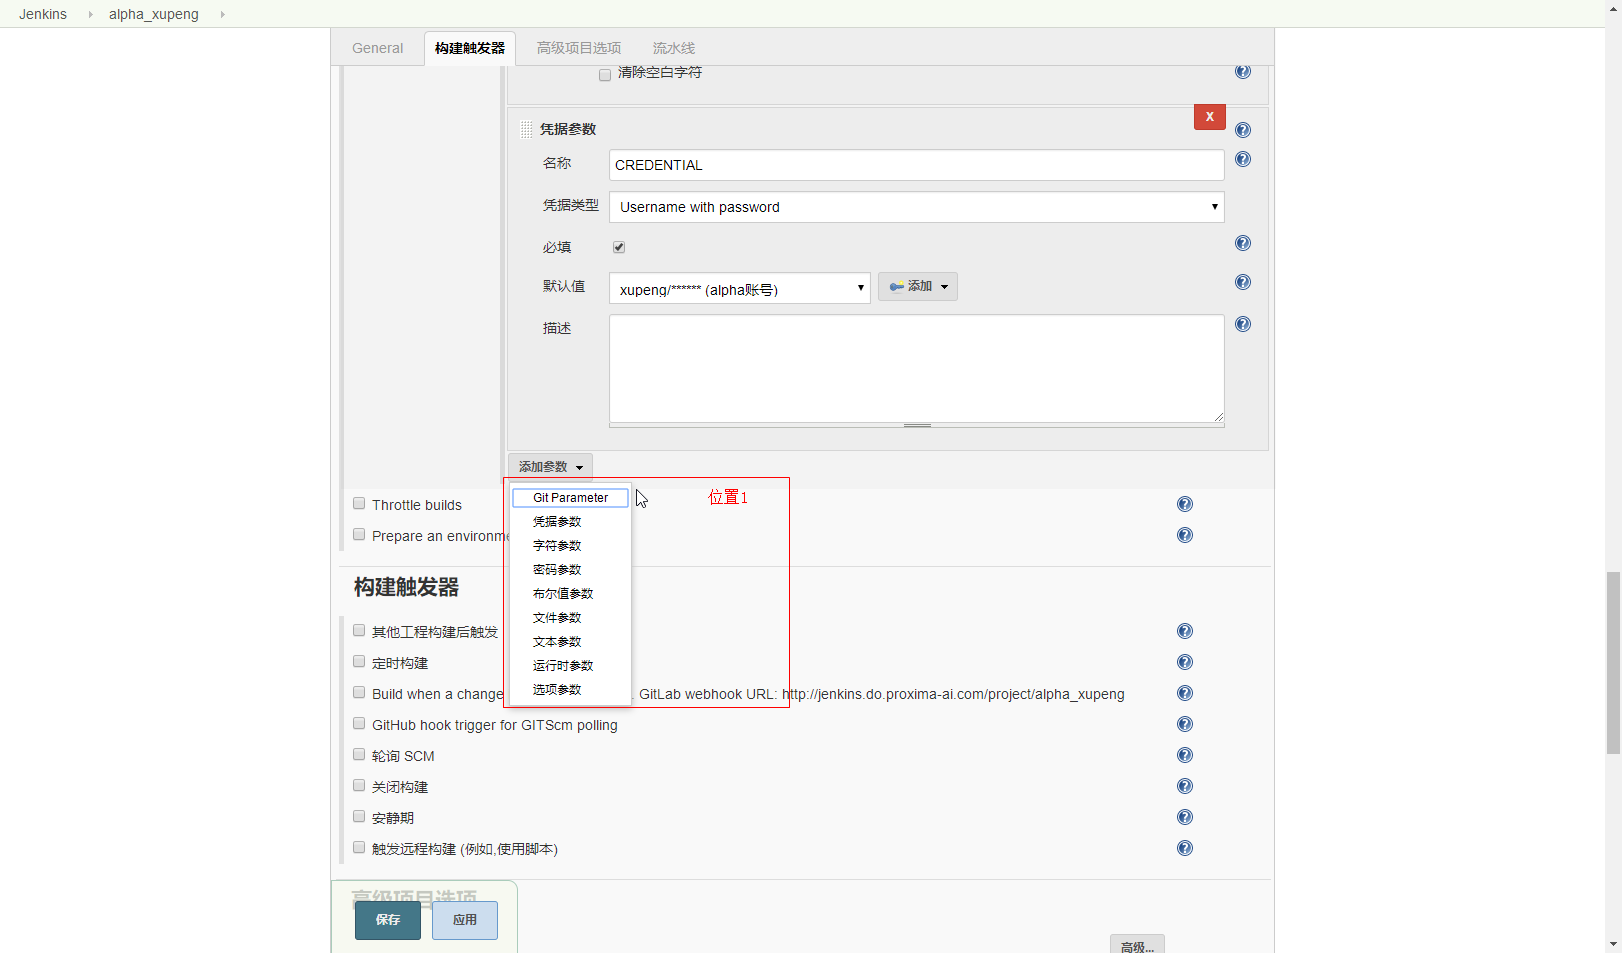 Jenkins
alpha_xupeng
General
构建触发器
高级项目选项
流水线
清除空白字符
X
凭据参数
名称
CREDENTIAL
凭据类型
Username with password
必填
默认值
xupeng/****** (alpha账号)
添加
描述
添加参数
Git Parameter
位置1
Throttle builds
凭据参数
Prepare an environme
字符参数
密码参数
构建触发器
布尔值参数
文件参数
其他工程构建后触发
文本参数
定时构建
运行时参数
Build when a change
选项参数
. GitLab webhook URL: http://jenkins.do.proxima-ai.com/project/alpha_xupeng
GitHub hook trigger for GITScm polling
轮询 SCM
关闭构建
安静期
触发远程构建 (例如,使用脚本)
高级项目选项
保存
应用
高级...